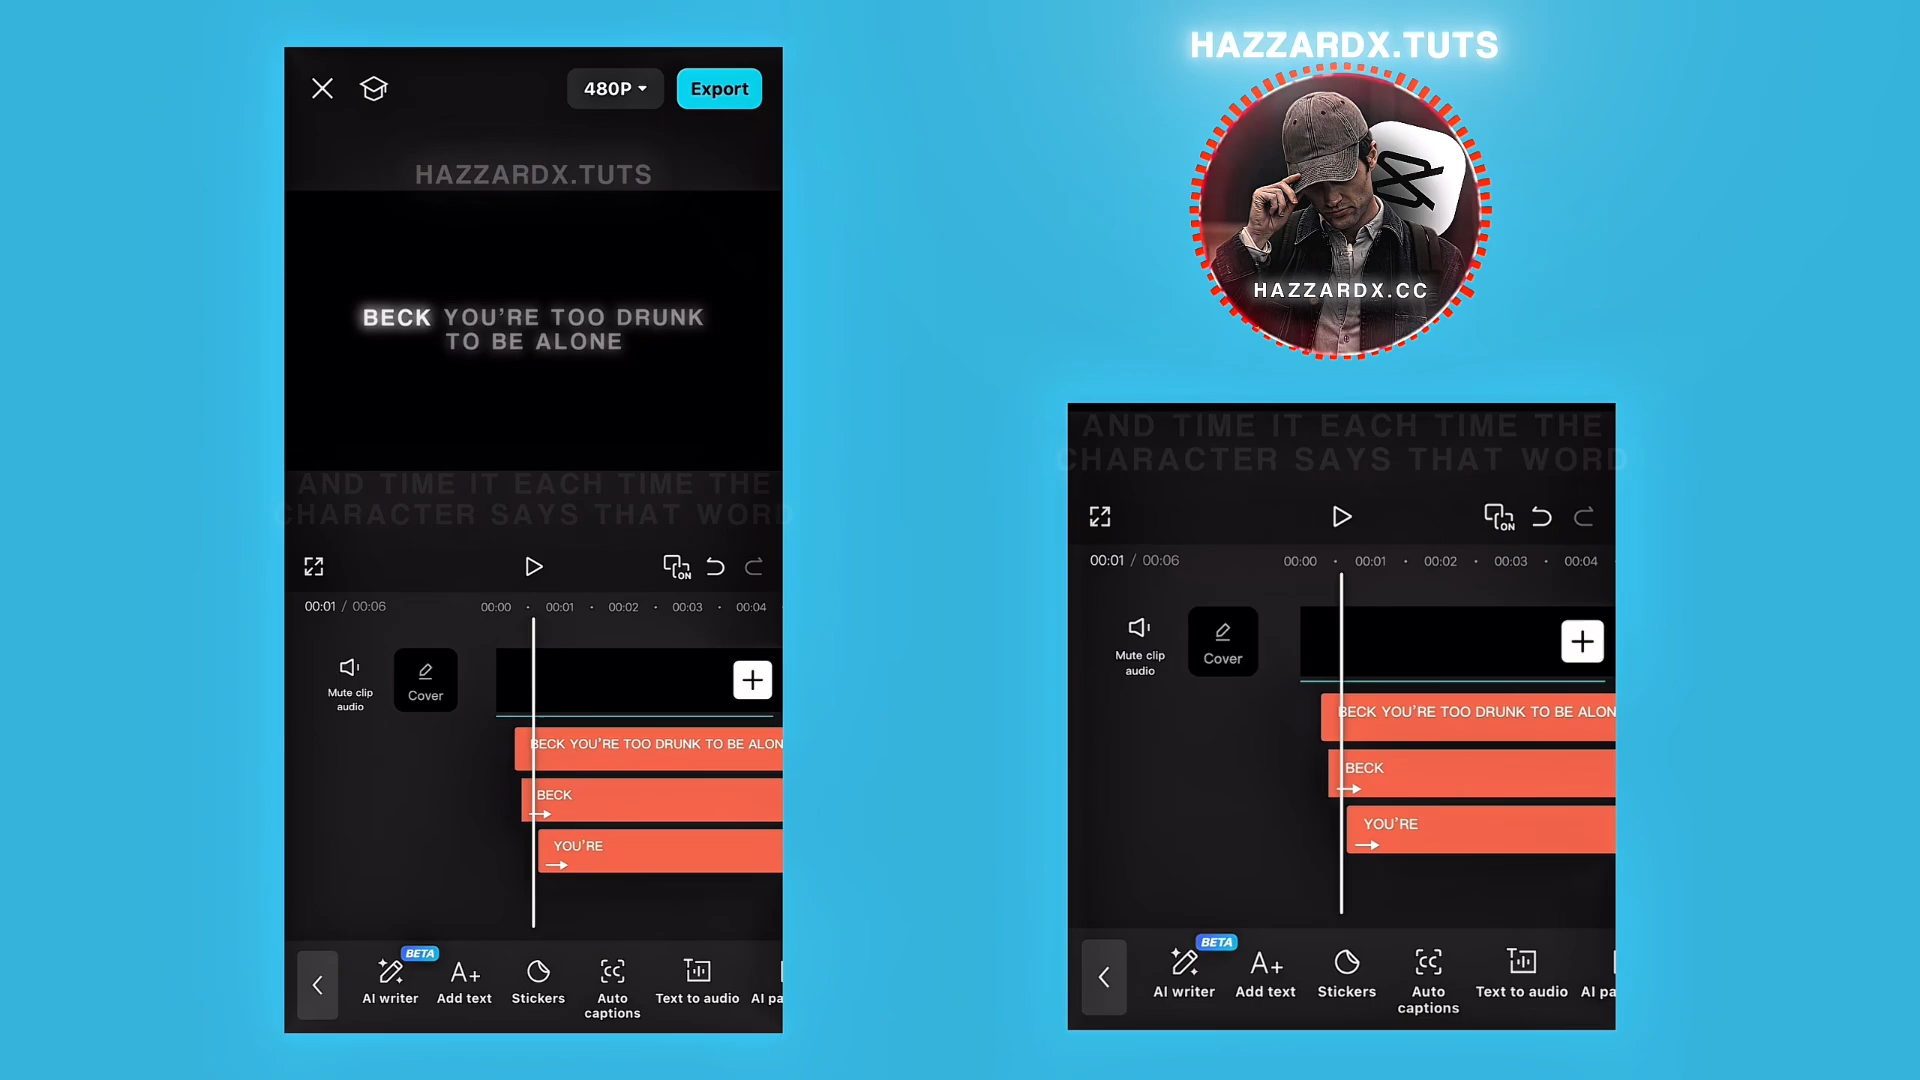 480P
Export
HAZZARDX.TUTS
BECK YOU'RE TOO DRUNK
TO BE ALONE
AND TIME IT EACH TIME THE
CHARACTER SAYS THAT WORD
ON
00:01 / 00:06
00:00 · 00:01 · 00:02 · 00:03 · 00:04
Mute clip
audio
Cover
BECK YOU'RE TOO DRUNK TO BE ALON
BECK
YOU'RE
BETA
AI writer
Add text
Stickers
Auto
captions
Text to audio
AI pa
HAZZARDX.TUTS
HAZZARDX.CC
AND TIME IT EACH TIME THE
CHARACTER SAYS THAT WORD
ON
00:01 / 00:06
00:00 · 00:01 · 00:02 · 00:03 · 00:04
Mute clip
audio
Cover
BECK YOU'RE TOO DRUNK TO BE ALON
BECK
YOU'RE
BETA
AI writer
Add text
Stickers
Auto
captions
Text to audio
AI pa